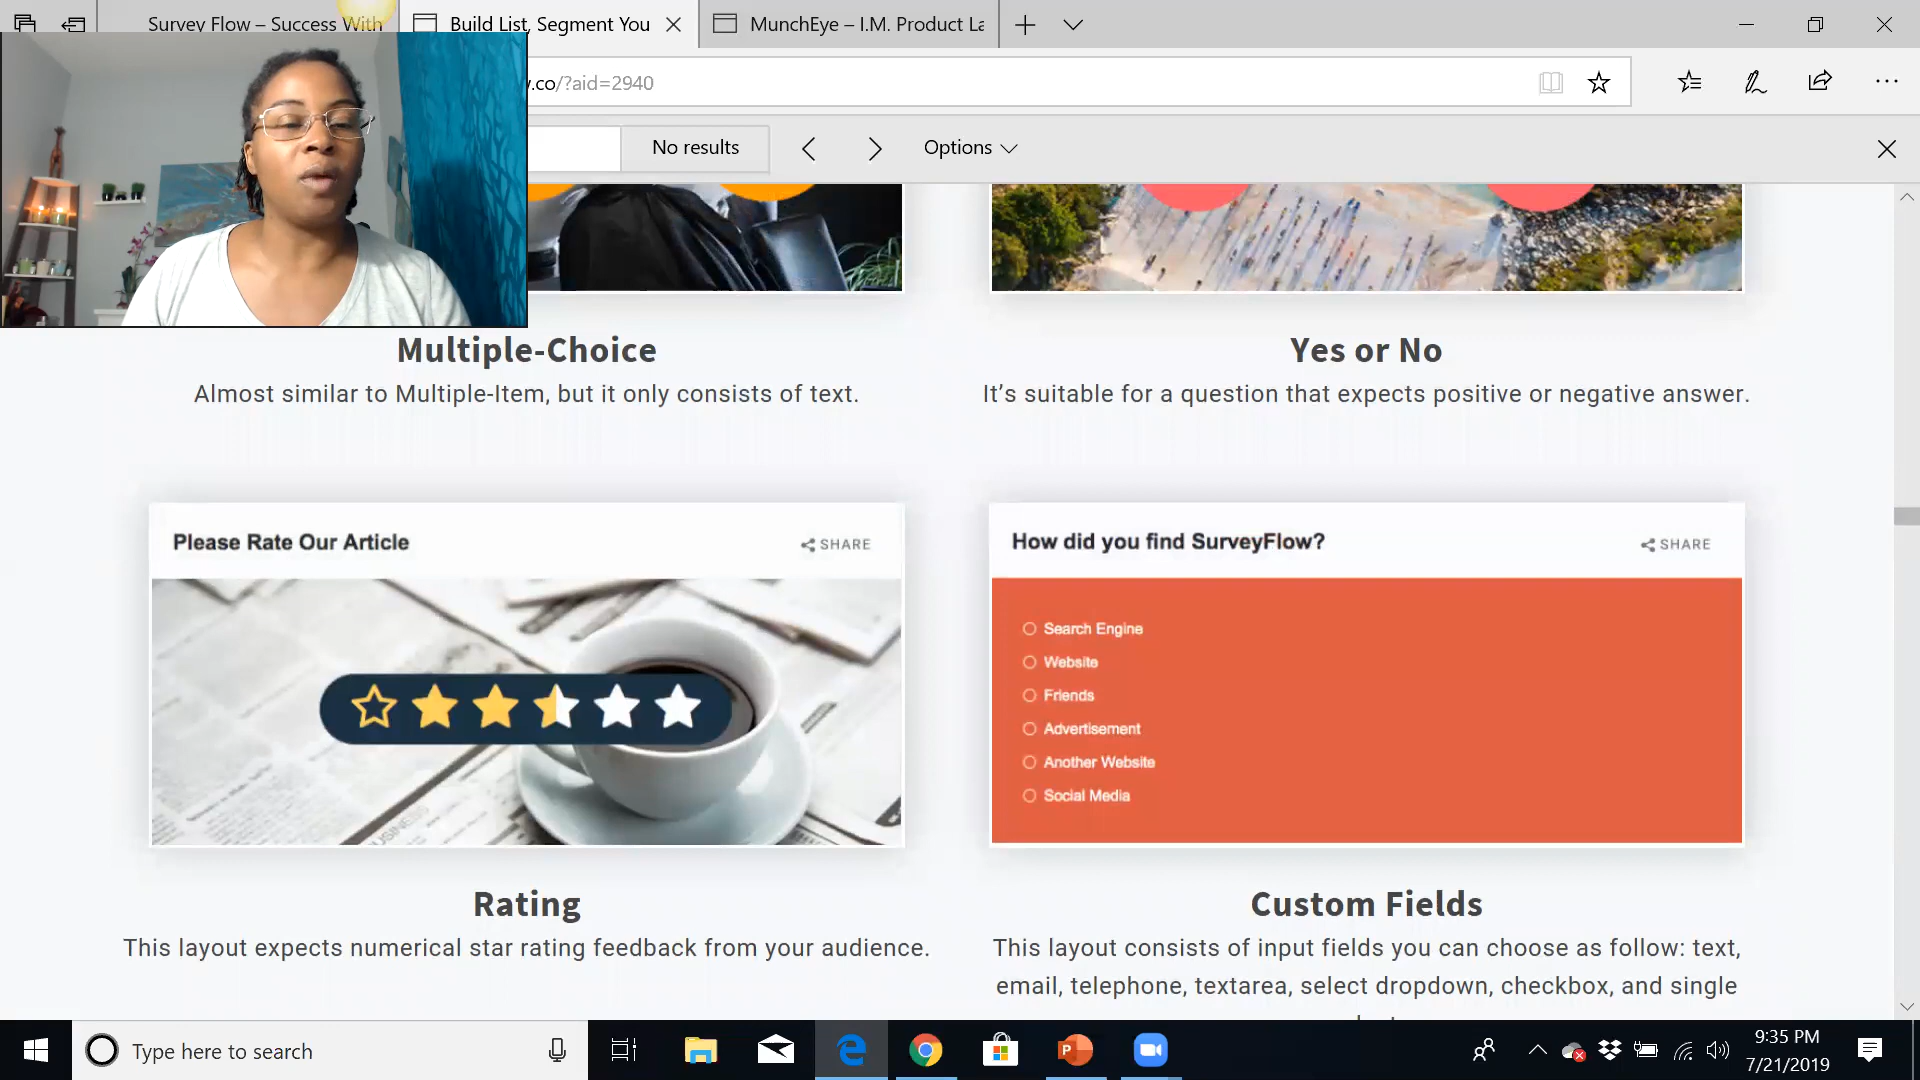 Survey Flow – Success With
Build List, Segment You
MunchEye – I.M. Product La
.co/?aid=2940
No results
Options
Multiple-Choice
Almost similar to Multiple-Item, but it only consists of text.
Yes or No
It’s suitable for a question that expects positive or negative answer.
Please Rate Our Article
SHARE
How did you find SurveyFlow?
SHARE
Search Engine
Website
Friends
Advertisement
Another Website
Social Media
Rating
This layout expects numerical star rating feedback from your audience.
Custom Fields
This layout consists of input fields you can choose as follow: text,
email, telephone, textarea, select dropdown, checkbox, and single
Type here to search
9:35 PM
7/21/2019